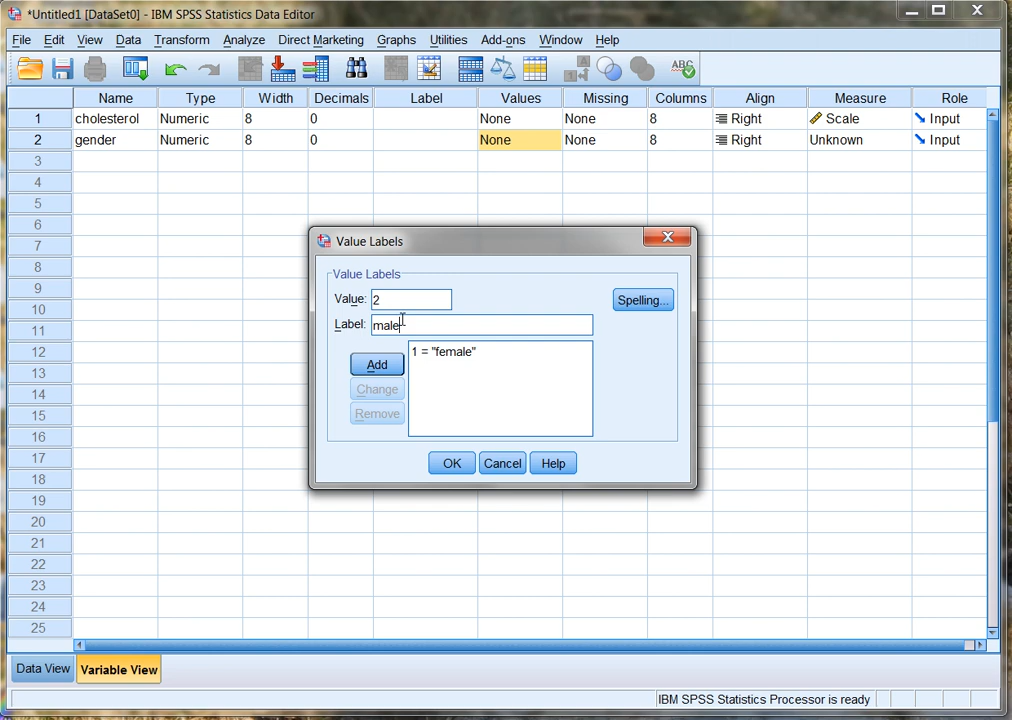 *Untitled1 [DataSet0] - IBM SPSS Statistics Data Editor
File Edit View Data Transform Analyze Direct Marketing Graphs Utilities Add-ons Window Help
ABC
Name Type Width Decimals Label Values Missing Columns Align Measure Role
1 cholesterol Numeric 8 0 None None 8 Right Scale Input
2 gender Numeric 8 0 None None 8 Right Unknown Input
3
4
5
6
7
8
9
10
11
12
13
14
15
16
17
18
19
20
21
22
23
24
25
Value Labels
Value Labels
Value: 2
Spelling...
Label: male
1 = "female"
Add
Change
Remove
OK Cancel Help
Data View Variable View
IBM SPSS Statistics Processor is ready